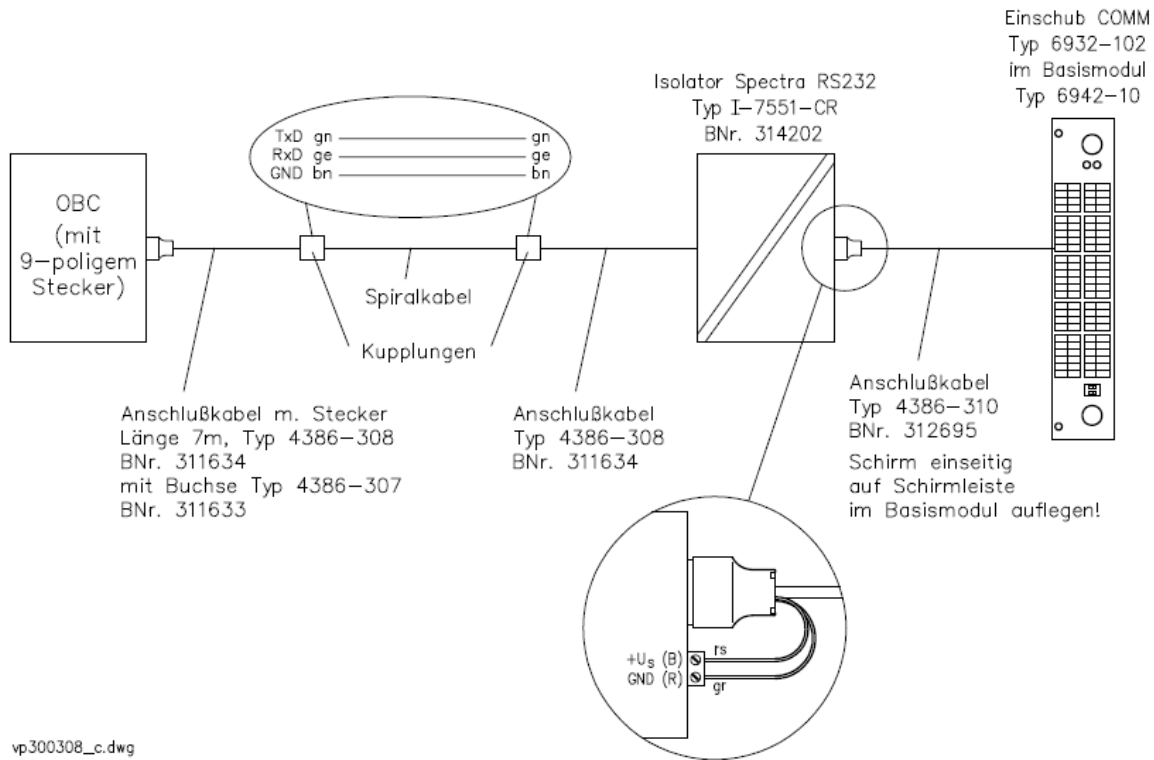 Einschub COMM
Typ 6932-102
im Basismodul
Typ 6942-10
Isolator Spectra RS232
Typ I-7551-CR
BNr. 314202
TxD gn gn
RxD ge ge
GND bn bn
OBC
(mit
9-poligem
Stecker)
Spiralkabel
Kupplungen
Anschlußkabel m. Stecker
Länge 7m, Typ 4386-308
BNr. 311634
mit Buchse Typ 4386-307
BNr. 311633
Anschlußkabel
Typ 4386-308
BNr. 311634
Anschlußkabel
Typ 4386-310
BNr. 312695
Schirm einseitig
auf Schirmleiste
im Basismodul auflegen!
+US (B) rs
GND (R) gr
vp300308_c.dwg